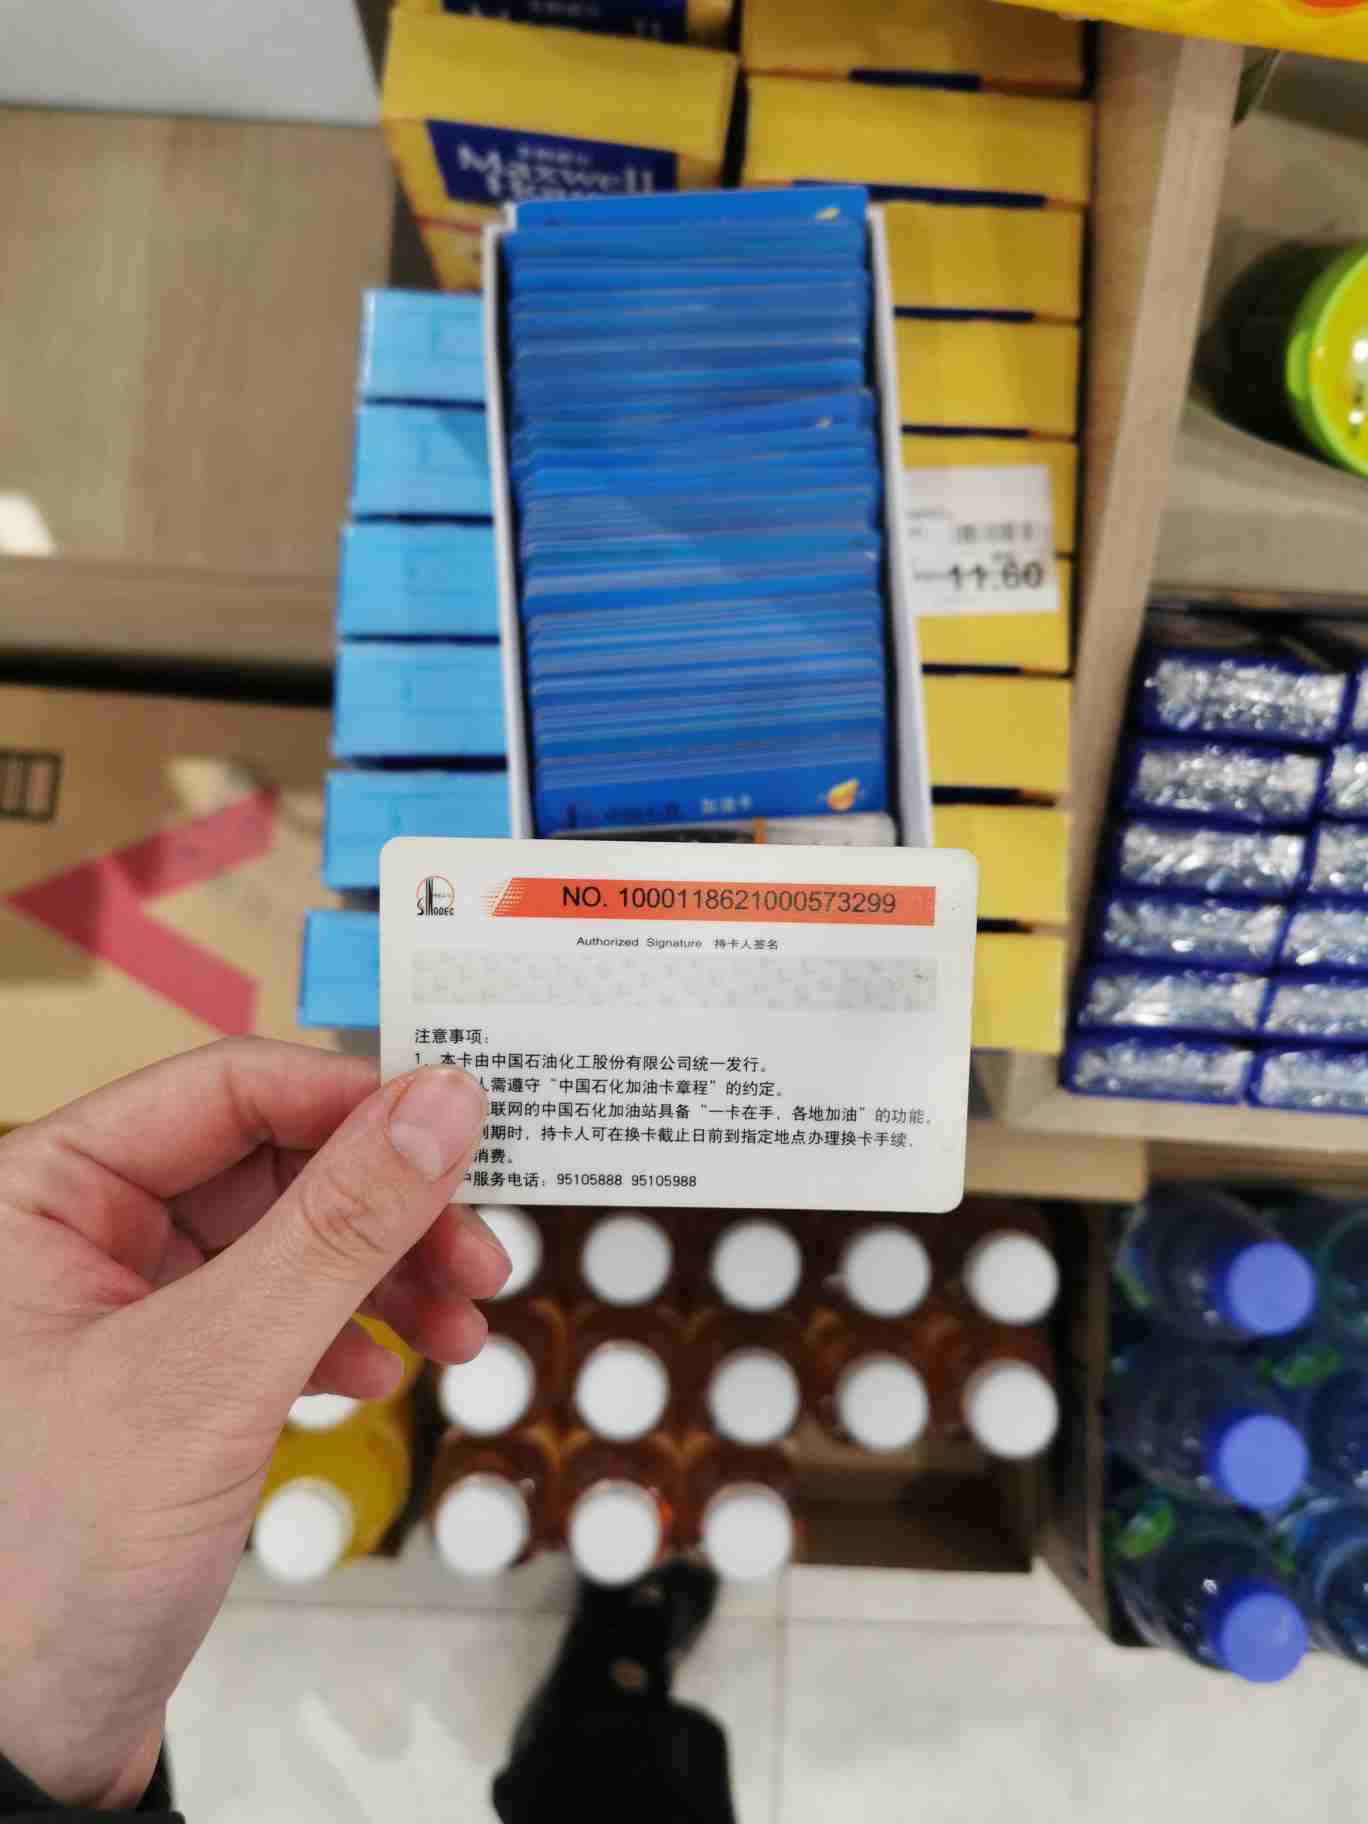 Maxwell
11.60
加油卡
SINOPEC
NO. 1000118621000573299
Authorized Signature 持卡人签名
注意事项:
1、本卡由中国石油化工股份有限公司统一发行。
人需遵守“中国石化加油卡章程”的约定。
联网的中国石化加油站具备“一卡在手,各地加油”的功能。
到期时,持卡人可在换卡截止日前到指定地点办理换卡手续,
消费。
户服务电话:95105888 95105988